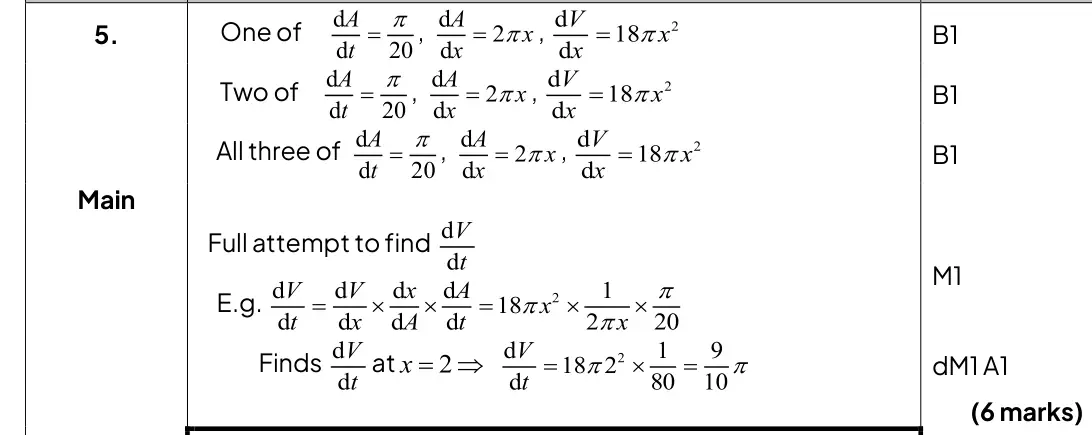 5. One of dA/dt = π/20, dA/dx = 2πx, dV/dx = 18πx² B1
Two of dA/dt = π/20, dA/dx = 2πx, dV/dx = 18πx² B1
All three of dA/dt = π/20, dA/dx = 2πx, dV/dx = 18πx² B1
Main
Full attempt to find dV/dt
M1
E.g. dV/dt = dV/dx × dx/dA × dA/dt = 18πx² × 1/2πx × π/20
Finds dV/dt at x = 2 ⇒ dV/dt = 18π2² × 1/80 = 9/10 π dM1 A1
(6 marks)